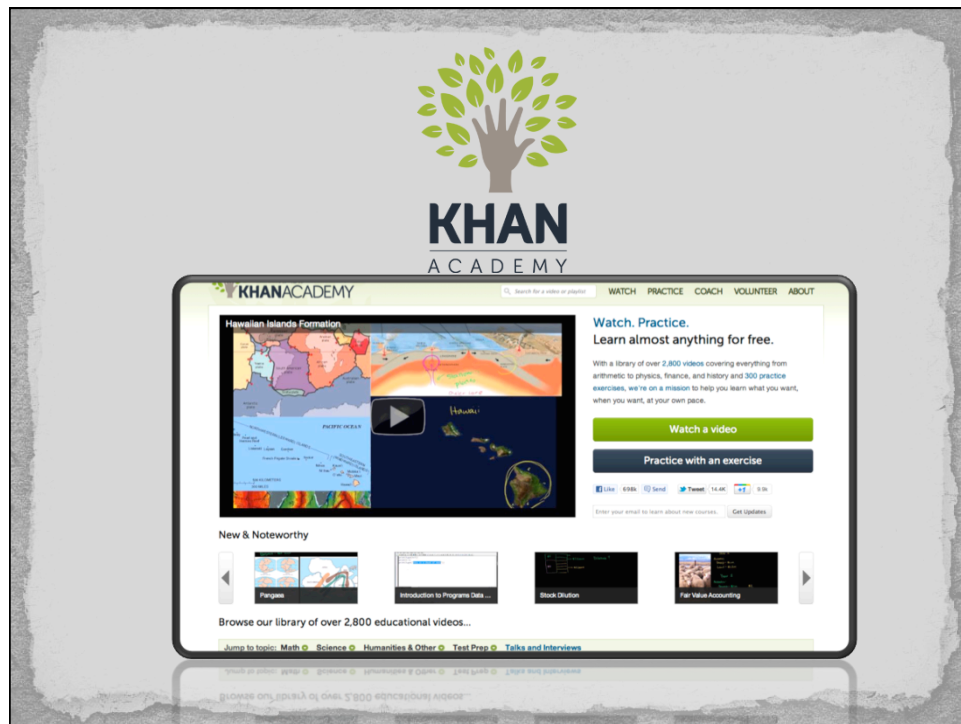 KHAN
ACADEMY
KHANACADEMY
Search for a video or playlist
WATCH PRACTICE COACH VOLUNTEER ABOUT
Hawaiian Islands Formation
PACIFIC OCEAN
Hawaii
Watch. Practice.
Learn almost anything for free.
With a library of over 2,800 videos covering everything from
arithmetic to physics, finance, and history and 300 practice
exercises, we're on a mission to help you learn what you want,
when you want, at your own pace.
Watch a video
Practice with an exercise
Like 698k Send Tweet 14.4K +1 9.9k
Enter your email to learn about new courses. Get Updates
New & Noteworthy
Pangaea
Introduction to Programs Data ...
Stock Dilution
Fair Value Accounting
Browse our library of over 2,800 educational videos...
Jump to topic: Math Science Humanities & Other Test Prep Talks and Interviews